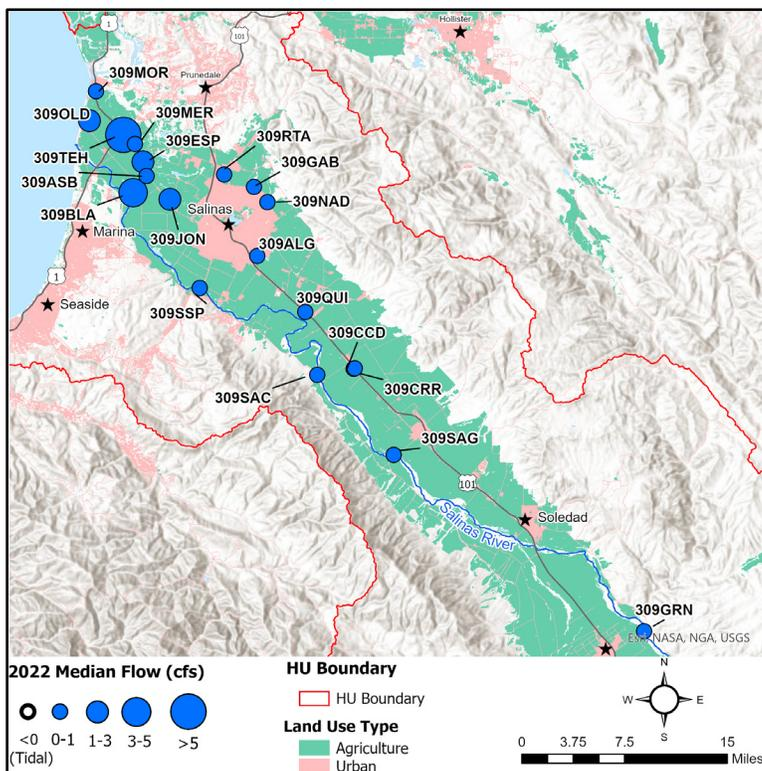 Hollister
1
101
309MOR
Prunedale
309OLD
309MER
309ESP
309RTA
309TEH
309GAB
309ASB
309NAD
309BLA
Salinas
Marina
309JON
309ALG
1
Seaside
309SSP
309QUI
309CCD
309CRR
309SAC
309SAG
101
Salinas River
Soledad
309GRN
Esri, NASA, NGA, USGS
2022 Median Flow (cfs)
<0 0-1 1-3 3-5 >5
(Tidal)
HU Boundary
HU Boundary
Land Use Type
Agriculture
Urban
N
W E
S
0 3.75 7.5 15
Miles